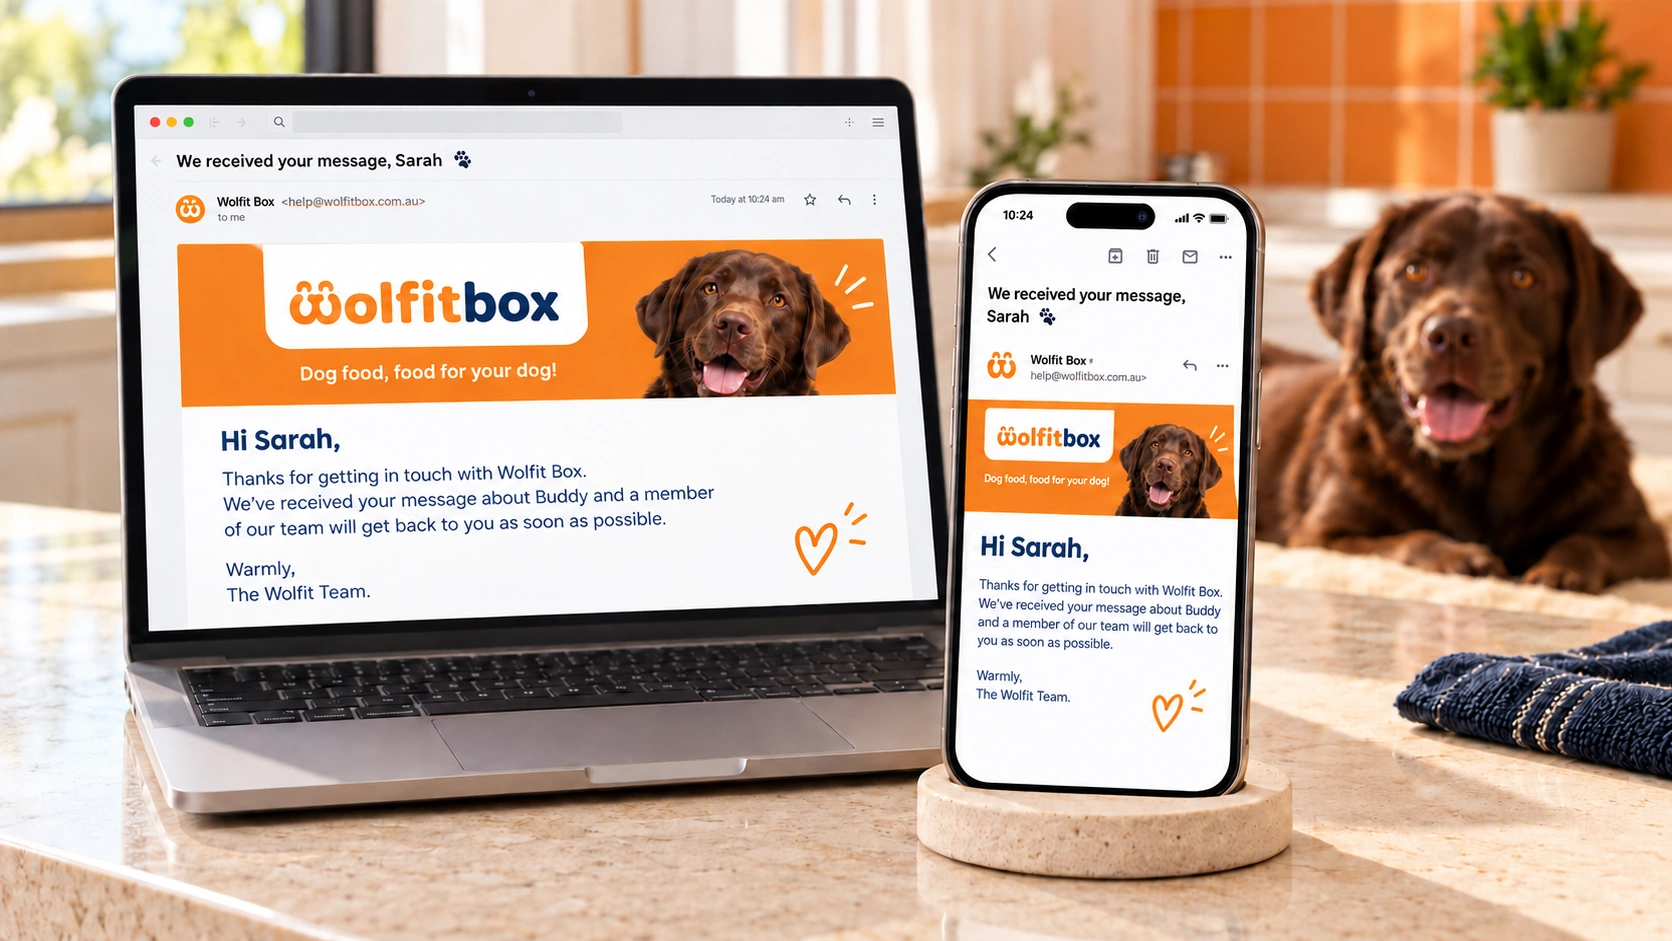 We received your message, Sarah
Wolfit Box <help@wolfitbox.com.au>
to me
Today at 10:24 am
wolfitbox
Dog food, food for your dog!
Hi Sarah,
Thanks for getting in touch with Wolfit Box.
We've received your message about Buddy and a member
of our team will get back to you as soon as possible.
Warmly,
The Wolfit Team.
10:24
We received your message,
Sarah
Wolfit Box
help@wolfitbox.com.au>
wolfitbox
Dog food, food for your dog!
Hi Sarah,
Thanks for getting in touch with Wolfit Box.
We've received your message about Buddy
and a member of our team will get back to
you as soon as possible.
Warmly,
The Wolfit Team.